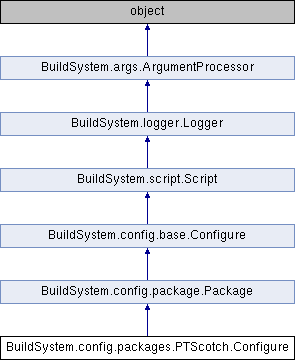 object
BuildSystem.args.ArgumentProcessor
BuildSystem.logger.Logger
BuildSystem.script.Script
BuildSystem.config.base.Configure
BuildSystem.config.package.Package
BuildSystem.config.packages.PTScotch.Configure